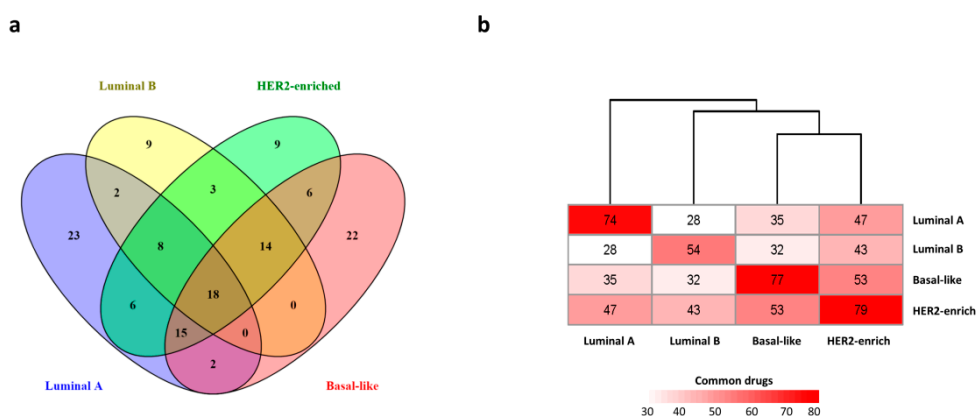 a
b
Luminal B
HER2-enriched
9
9
2
3
6
23
8
14
22
6
18
0
15
0
2
Luminal A
Basal-like
74 28 35 47 Luminal A
28 54 32 43 Luminal B
35 32 77 53 Basal-like
47 43 53 79 HER2-enrich
Luminal A Luminal B Basal-like HER2-enrich
Common drugs
30 40 50 60 70 80